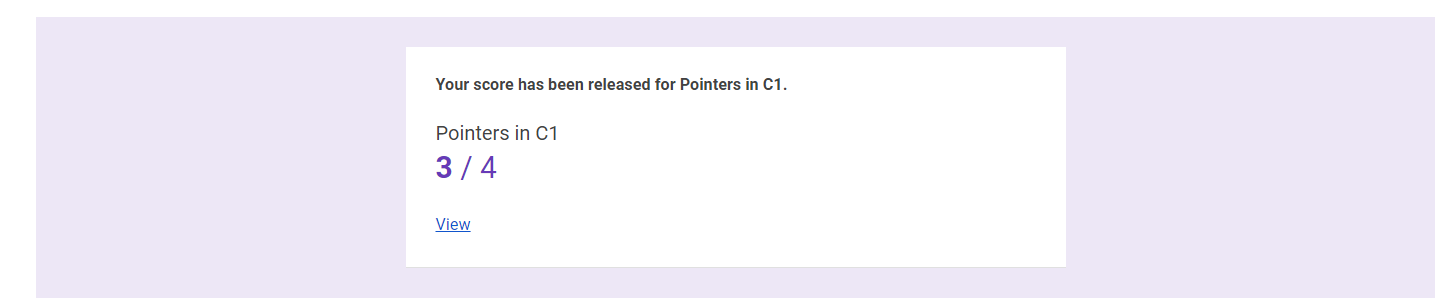 Your score has been released for Pointers in C1.
Pointers in C1
3 / 4
View